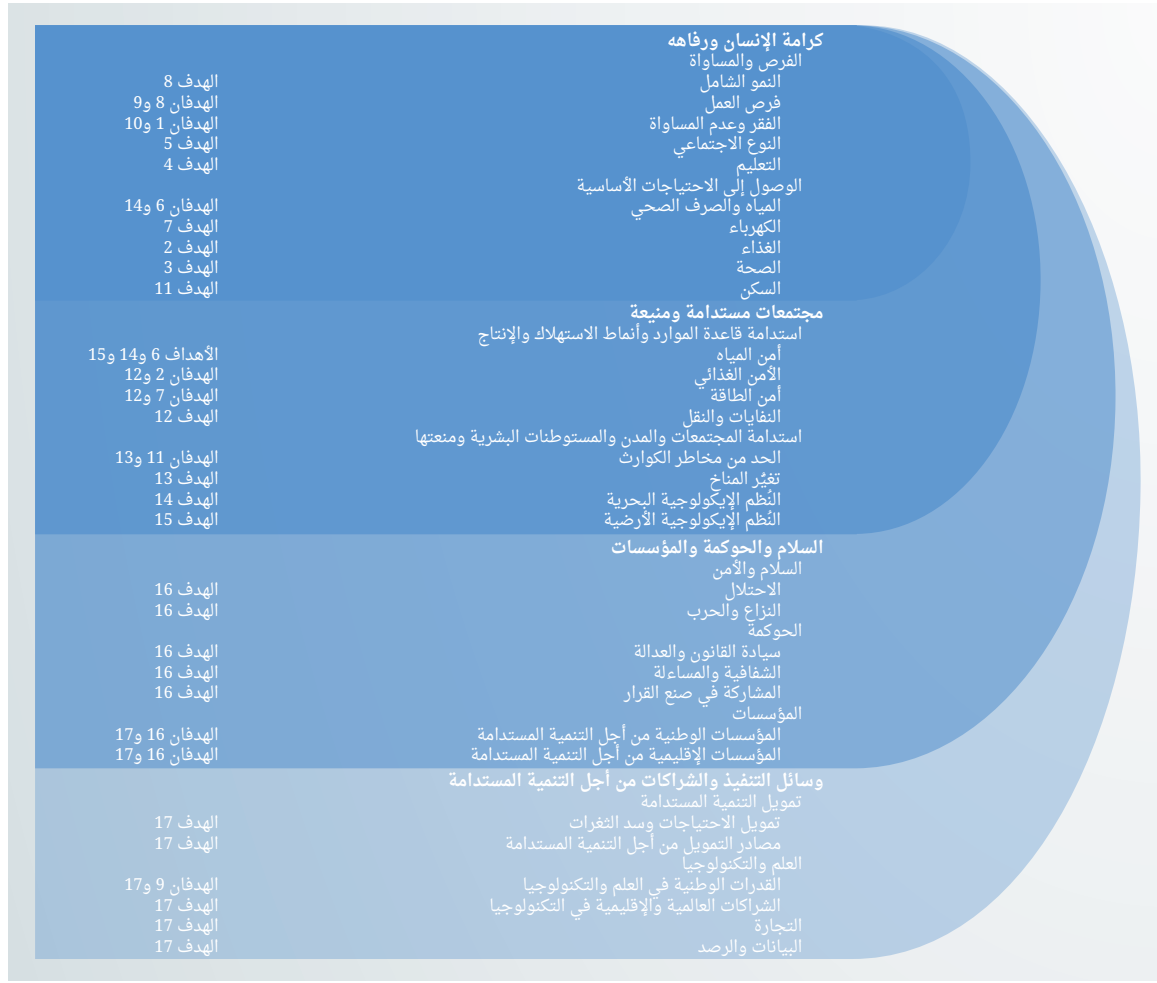 كرامة الإنسان ورفاهه
الفرص والمساواة
النمو الشامل الهدف 8
فرص العمل الهدفان 8 و9
الفقر وعدم المساواة الهدفان 1 و10
النوع الاجتماعي الهدف 5
التعليم الهدف 4
الوصول إلى الاحتياجات الأساسية
المياه والصرف الصحي الهدفان 6 و14
الكهرباء الهدف 7
الغذاء الهدف 2
الصحة الهدف 3
السكن الهدف 11
مجتمعات مستدامة ومنيعة
استدامة قاعدة الموارد وأنماط الاستهلاك والإنتاج
أمن المياه الأهداف 6 و14 و15
الأمن الغذائي الهدفان 2 و12
أمن الطاقة الهدفان 7 و12
النفايات والنقل الهدف 12
استدامة المجتمعات والمدن والمستوطنات البشرية ومنعتها
الحد من مخاطر الكوارث الهدفان 11 و13
تغيُّر المناخ الهدف 13
النُظم الإيكولوجية البحرية الهدف 14
النُظم الإيكولوجية الأرضية الهدف 15
السلام والحوكمة والمؤسسات
السلام والأمن
الاحتلال الهدف 16
النزاع والحرب الهدف 16
الحوكمة
سيادة القانون والعدالة الهدف 16
الشفافية والمساءلة الهدف 16
المشاركة في صنع القرار الهدف 16
المؤسسات
المؤسسات الوطنية من أجل التنمية المستدامة الهدفان 16 و17
المؤسسات الإقليمية من أجل التنمية المستدامة الهدفان 16 و17
وسائل التنفيذ والشراكات من أجل التنمية المستدامة
تمويل التنمية المستدامة
تمويل الاحتياجات وسد الثغرات الهدف 17
مصادر التمويل من أجل التنمية المستدامة الهدف 17
العلم والتكنولوجيا
القدرات الوطنية في العلم والتكنولوجيا الهدفان 9 و17
الشراكات العالمية والإقليمية في التكنولوجيا الهدف 17
التجارة الهدف 17
البيانات والرصد الهدف 17